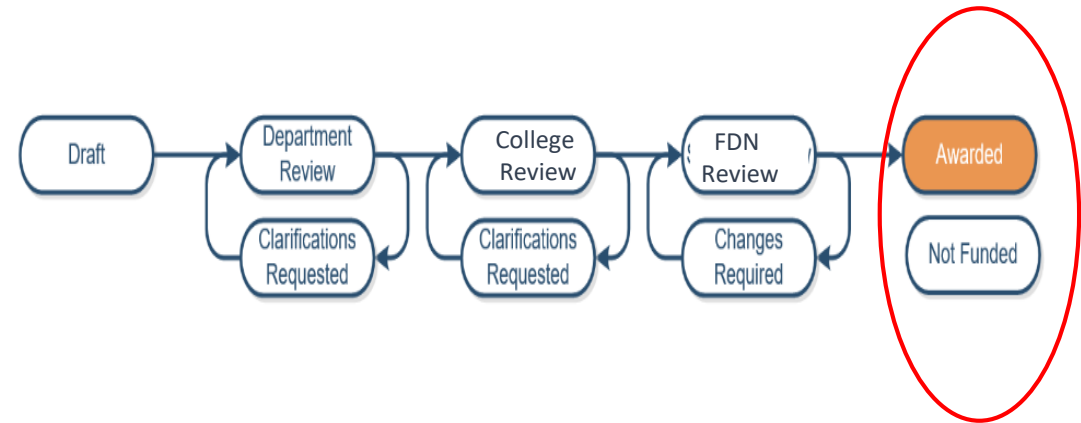 Draft
Department
Review
College
Review
FDN
Review
Awarded
Clarifications
Requested
Clarifications
Requested
Changes
Required
Not Funded